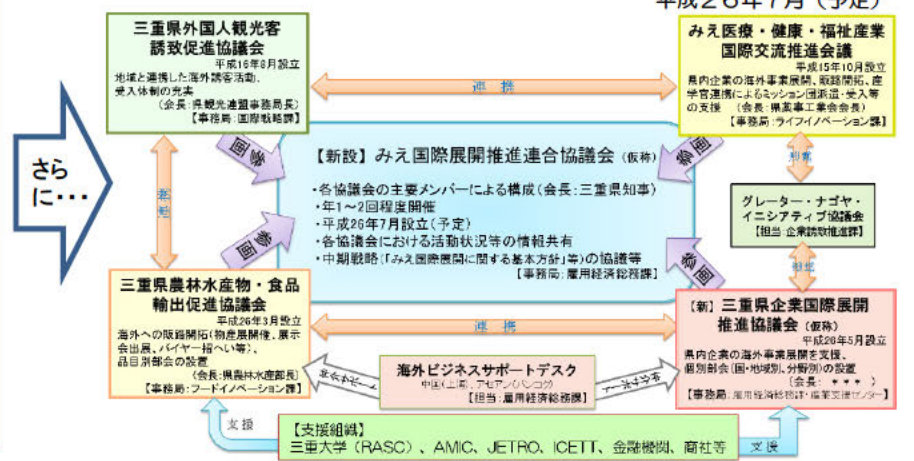 平成26年7月（予定）
三重県外国人観光客
誘致促進協議会
平成16年8月設立
地域と連携した海外誘客活動、
受入体制の充実
（会長：県観光連盟事務局長）
【事務局：国際戦略課】
連 携
みえ医療・健康・福祉産業
国際交流推進会議
平成15年10月設立
県内企業の海外事業展開、販路開拓、産
学官連携によるミッション団派遣・受入等
の支援 （会長：県薬事工業会会長）
【事務局：ライフイノベーション課】
さら
に・・・
参画
参画
連携
連携
【新設】みえ国際展開推進連合協議会（仮称）
・各協議会の主要メンバーによる構成（会長：三重県知事）
・年1～2回程度開催
・平成26年7月設立（予定）
・各協議会における活動状況等の情報共有
・中期戦略（「みえ国際展開に関する基本方針」等）の協議等
【事務局：雇用経済総務課】
グレーター・ナゴヤ・
イニシアティブ協議会
【担当：企業誘致推進課】
参画
参画
連携
三重県農林水産物・食品
輸出促進協議会
平成26年3月設立
海外への販路開拓（物産展開催、展示
会出展、バイヤー招へい等）、
品目別部会の設置
（会長：県農林水産部長）
【事務局：フードイノベーション課】
連 携
【新】三重県企業国際展開
推進協議会（仮称）
平成26年5月設立
県内企業の海外事業展開を支援、
個別部会（国・地域別、分野別）の設置
（会長： ＊＊＊ ）
【事務局：雇用経済総務課・産業支援センター】
海外ビジネスサポートデスク
中国（上海）、アセアン（バンコク）
【担当：雇用経済総務課】
サポート
サポート
支援
【支援組織】
三重大学（RASC）、AMIC、JETRO、ICETT、金融機関、商社等
支援